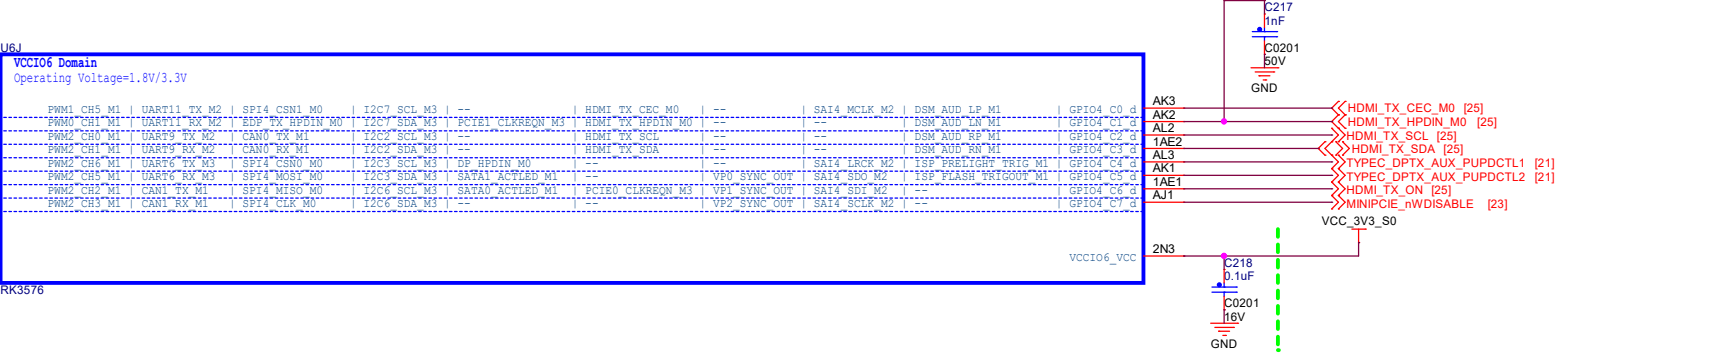 C217
1nF
C0201
50V
GND
U6J
VCCIO6 Domain
Operating Voltage=1.8V/3.3V
PWM1_CH5_M1 | UART11_TX_M2 | SPI4_CSN1_M0 | I2C7_SCL_M3 | -- | HDMI_TX_CEC_M0 | -- | SAI4_MCLK_M2 | DSM_AUD_LP_M1 | GPIO4_C0_d AK3 HDMI_TX_CEC_M0 [25]
PWM0_CH1_M1 | UART11_RX_M2 | EDP_TX_HPDIN_M0 | I2C7_SDA_M3 | PCIE1_CLKREQN_M3 | HDMI_TX_HPDIN_M0 | -- | -- | DSM_AUD_LN_M1 | GPIO4_C1_d AK2 HDMI_TX_HPDIN_M0 [25]
PWM2_CH0_M1 | UART9_TX_M2 | CAN0_TX_M1 | I2C2_SCL_M3 | -- | HDMI_TX_SCL | -- | -- | DSM_AUD_RP_M1 | GPIO4_C2_d AL2 HDMI_TX_SCL [25]
PWM2_CH1_M1 | UART9_RX_M2 | CAN0_RX_M1 | I2C2_SDA_M3 | -- | HDMI_TX_SDA | -- | -- | DSM_AUD_RN_M1 | GPIO4_C3_d 1AE2 HDMI_TX_SDA [25]
PWM2_CH6_M1 | UART6_TX_M3 | SPI4_CSN0_M0 | I2C3_SCL_M3 | DP_HPDIN_M0 | -- | -- | SAI4_LRCK_M2 | ISP_PRELIGHT_TRIG_M1 | GPIO4_C4_d AL3 TYPEC_DPTX_AUX_PUPDCTL1 [21]
PWM2_CH5_M1 | UART6_RX_M3 | SPI4_MOSI_M0 | I2C3_SDA_M3 | SATA1_ACTLED_M1 | -- | VP0_SYNC_OUT | SAI4_SDO_M2 | ISP_FLASH_TRIGOUT_M1 | GPIO4_C5_d AK1 TYPEC_DPTX_AUX_PUPDCTL2 [21]
PWM2_CH2_M1 | CAN1_TX_M1 | SPI4_MISO_M0 | I2C6_SCL_M3 | SATA0_ACTLED_M1 | PCIE0_CLKREQN_M3 | VP1_SYNC_OUT | SAI4_SDI_M2 | -- | GPIO4_C6_d 1AE1 HDMI_TX_ON [25]
PWM2_CH3_M1 | CAN1_RX_M1 | SPI4_CLK_M0 | I2C6_SDA_M3 | -- | -- | VP2_SYNC_OUT | SAI4_SCLK_M2 | -- | GPIO4_C7_d AJ1 MINIPCIE_nWDISABLE [23]
VCC_3V3_S0
VCCIO6_VCC 2N3
C218
0.1uF
C0201
16V
GND
RK3576